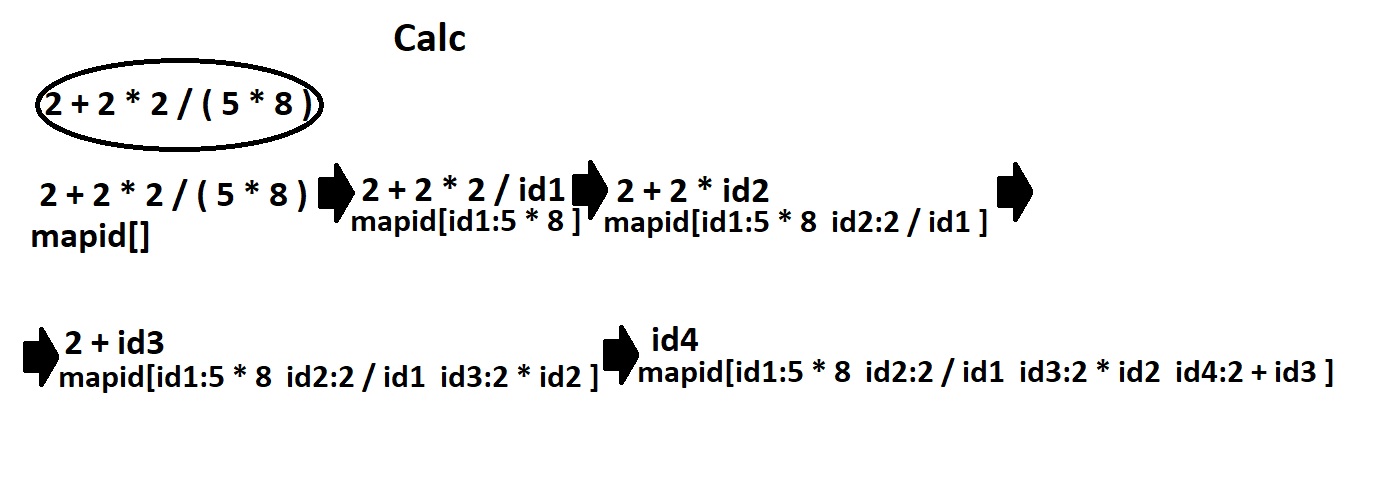 Calc
2 + 2 * 2 / ( 5 * 8 )
2 + 2 * 2 / ( 5 * 8 )
mapid[]
2 + 2 * 2 / id1
mapid[id1:5 * 8 ]
2 + 2 * id2
mapid[id1:5 * 8 id2:2 / id1 ]
2 + id3
mapid[id1:5 * 8 id2:2 / id1 id3:2 * id2 ]
id4
mapid[id1:5 * 8 id2:2 / id1 id3:2 * id2 id4:2 + id3 ]